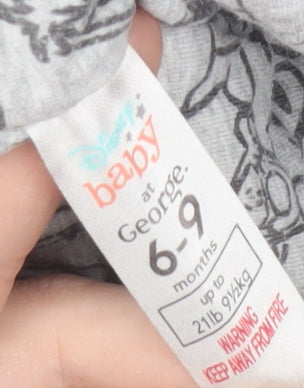 Disney
baby
at
George.
6-9
months
up to
21lb 9½kg
WARNING
KEEP AWAY FROM FIRE